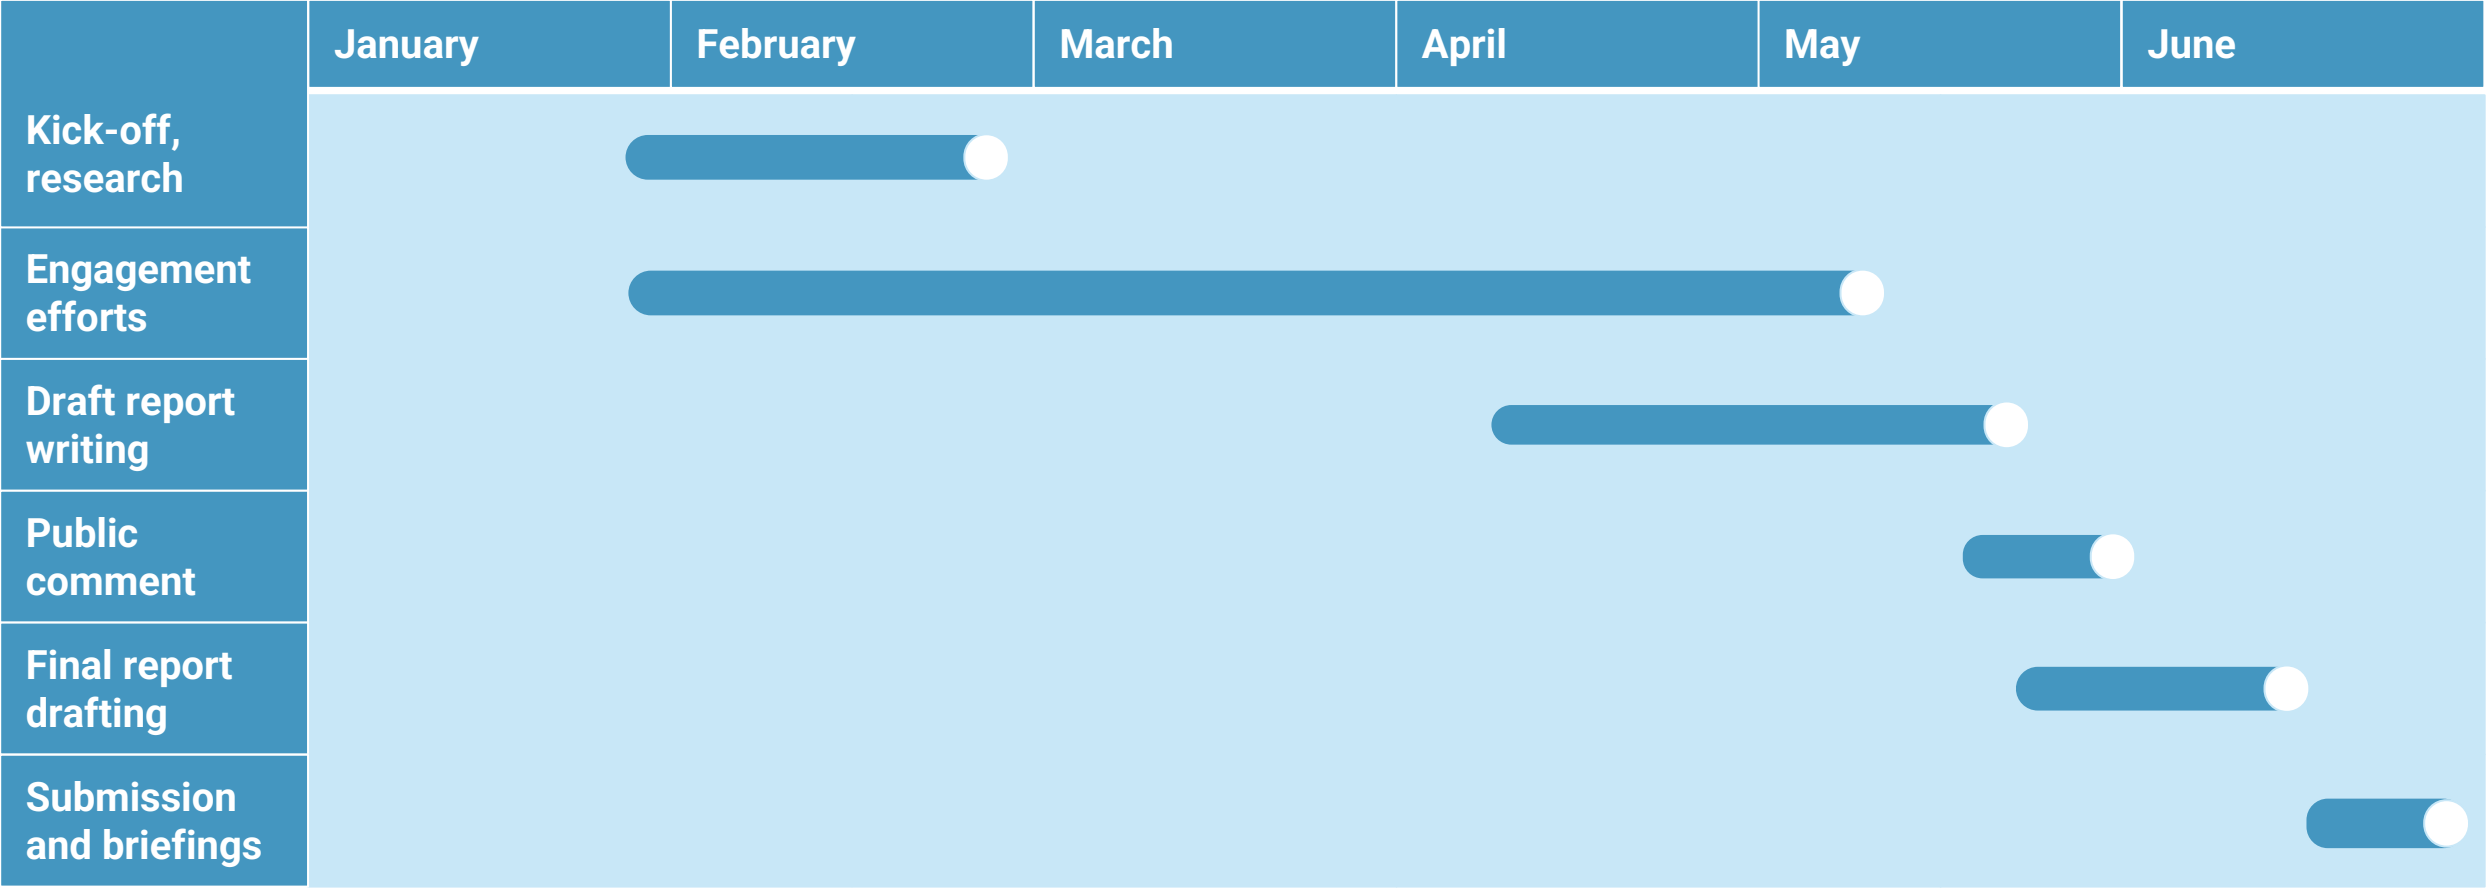 January February March April May June
Kick-off,
research
Engagement
efforts
Draft report
writing
Public
comment
Final report
drafting
Submission
and briefings